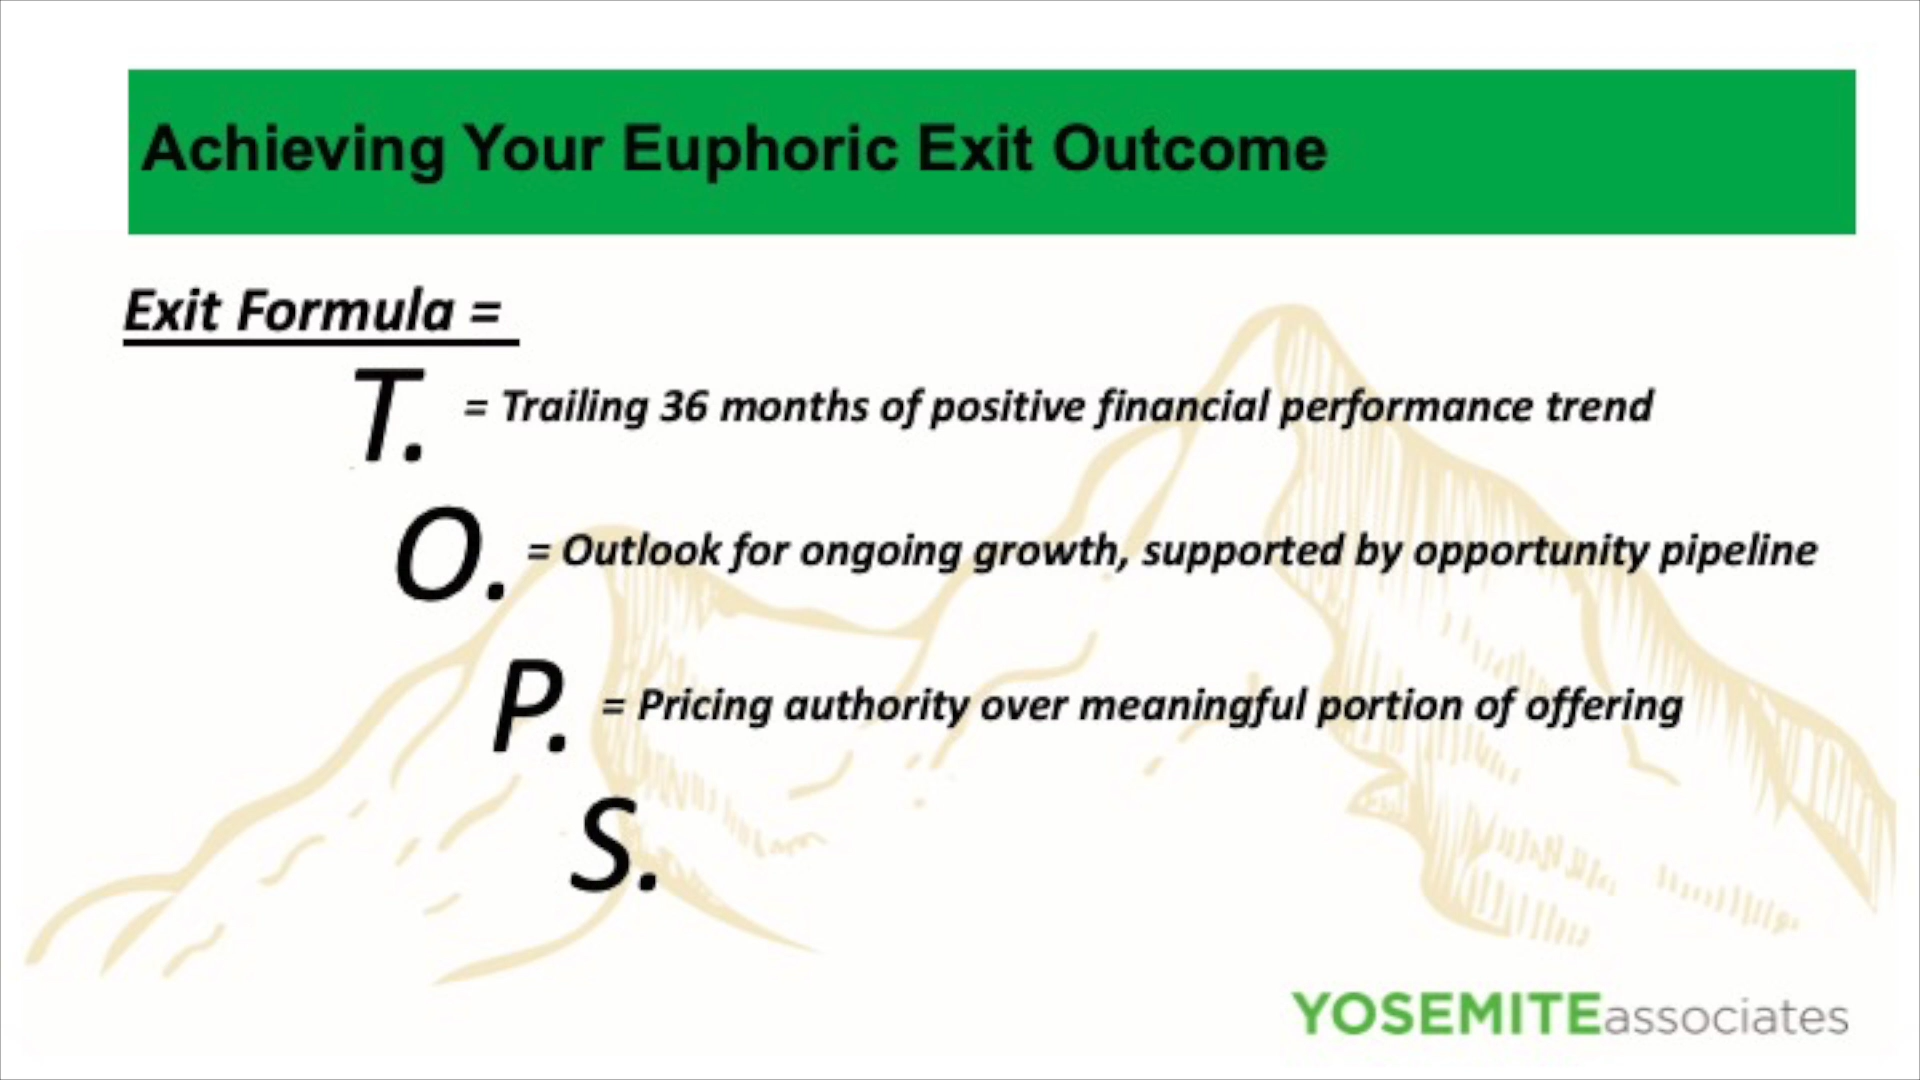 Achieving Your Euphoric Exit Outcome
Exit Formula =
T. = Trailing 36 months of positive financial performance trend
O. = Outlook for ongoing growth, supported by opportunity pipeline
P. = Pricing authority over meaningful portion of offering
S.
YOSEMITEassociates